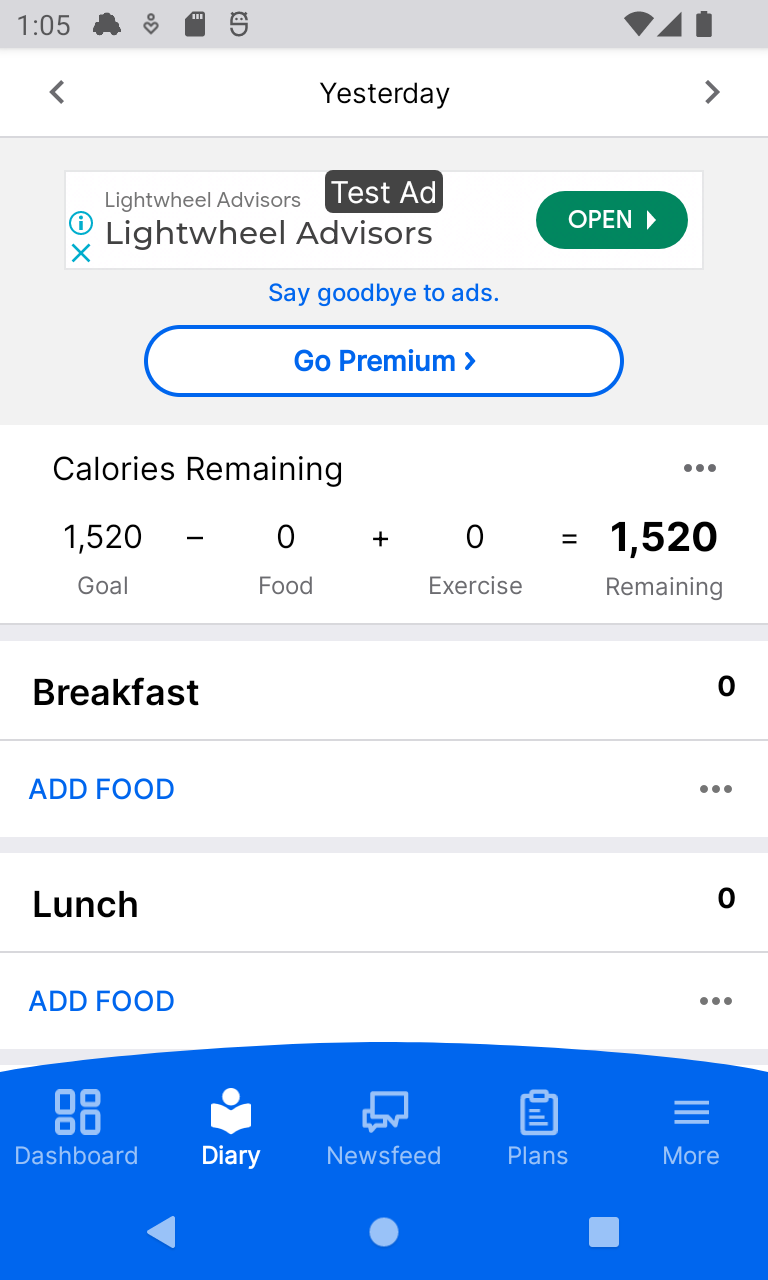 1:05
Yesterday
Test Ad
Lightwheel Advisors
Lightwheel Advisors
OPEN
Say goodbye to ads.
Go Premium ›
Calories Remaining
1,520 – 0 + 0 = 1,520
Goal Food Exercise Remaining
Breakfast 0
ADD FOOD
Lunch 0
ADD FOOD
Dashboard Diary Newsfeed Plans More